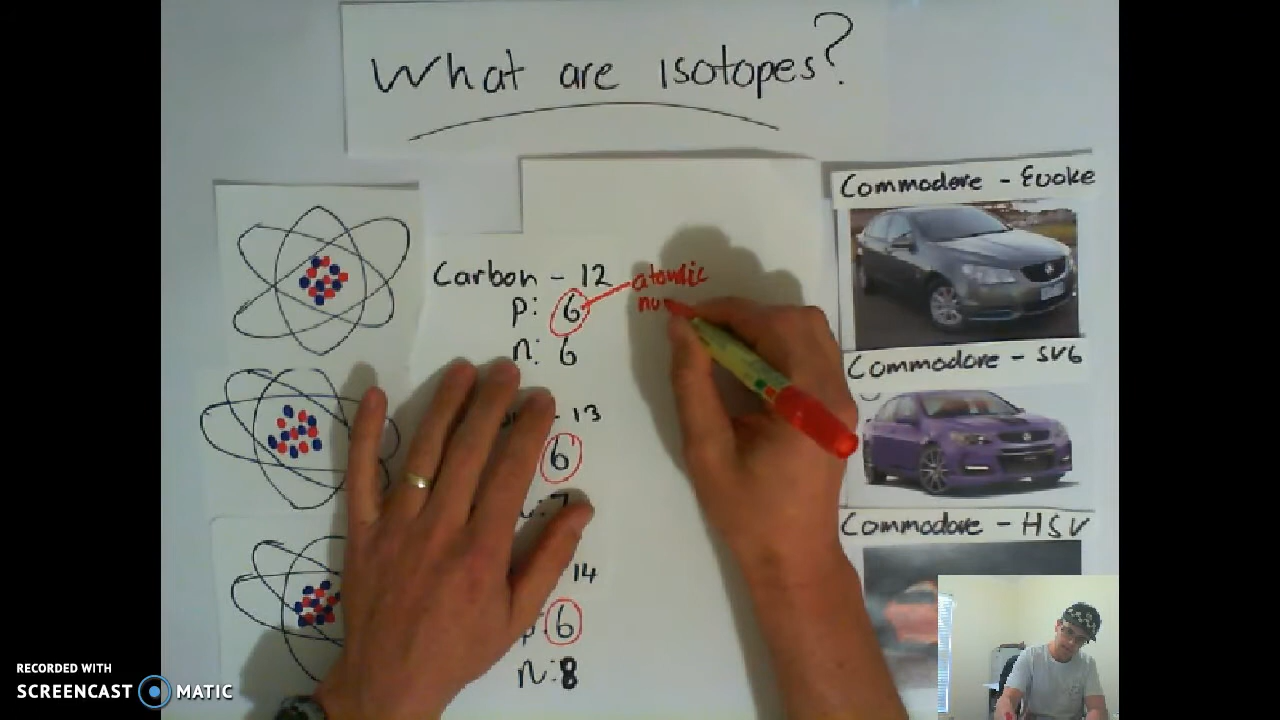 What are isotopes?
Commodore - Evoke
Carbon - 12
atomic
p: 6
n: 6
Commodore - SV6
- 13
6
: 7
Commodore - HSV
14
p: 6
n: 8
RECORDED WITH
SCREENCAST MATIC